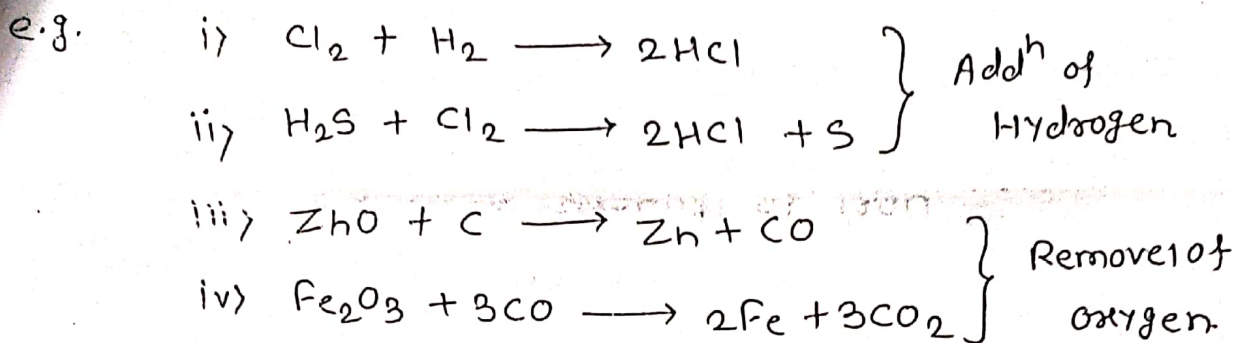 e.g. i) Cl₂ + H₂ ⟶ 2HCl
ii) H₂S + Cl₂ ⟶ 2HCl + S
} Addⁿ of
Hydrogen
iii) ZnO + C ⟶ Zn + CO
iv) Fe₂O₃ + 3CO ⟶ 2Fe + 3CO₂
} Removel of
oxygen